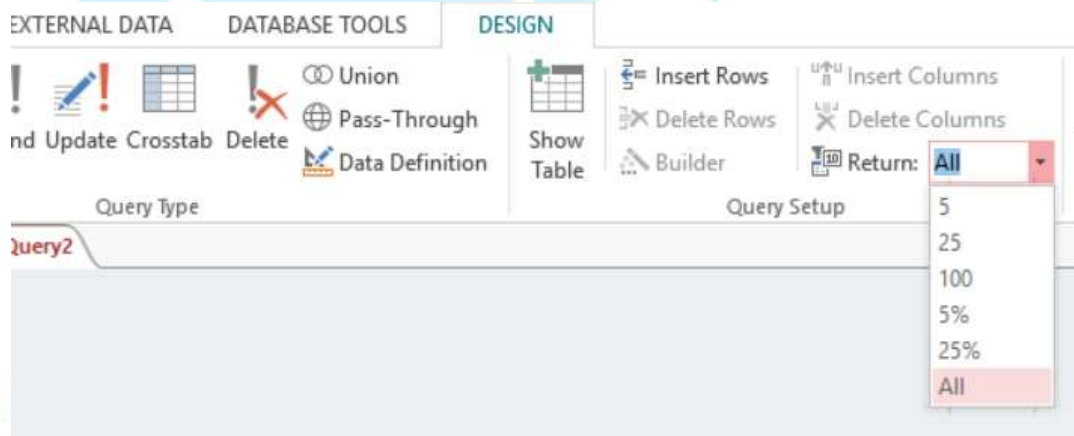 EXTERNAL DATA DATABASE TOOLS DESIGN
nd Update Crosstab Delete
Union
Pass-Through
Data Definition
Query Type
Show
Table
Insert Rows
Delete Rows
Builder
Insert Columns
Delete Columns
Return: All
Query Setup
5
25
100
5%
25%
All
Query2